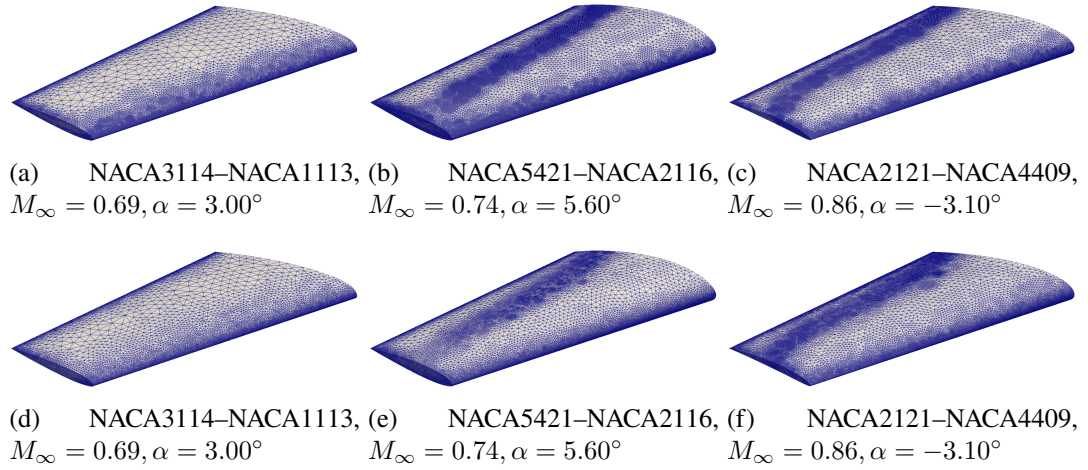 (a) NACA3114–NACA1113,
M∞ = 0.69, α = 3.00°
(b) NACA5421–NACA2116,
M∞ = 0.74, α = 5.60°
(c) NACA2121–NACA4409,
M∞ = 0.86, α = −3.10°
(d) NACA3114–NACA1113,
M∞ = 0.69, α = 3.00°
(e) NACA5421–NACA2116,
M∞ = 0.74, α = 5.60°
(f) NACA2121–NACA4409,
M∞ = 0.86, α = −3.10°